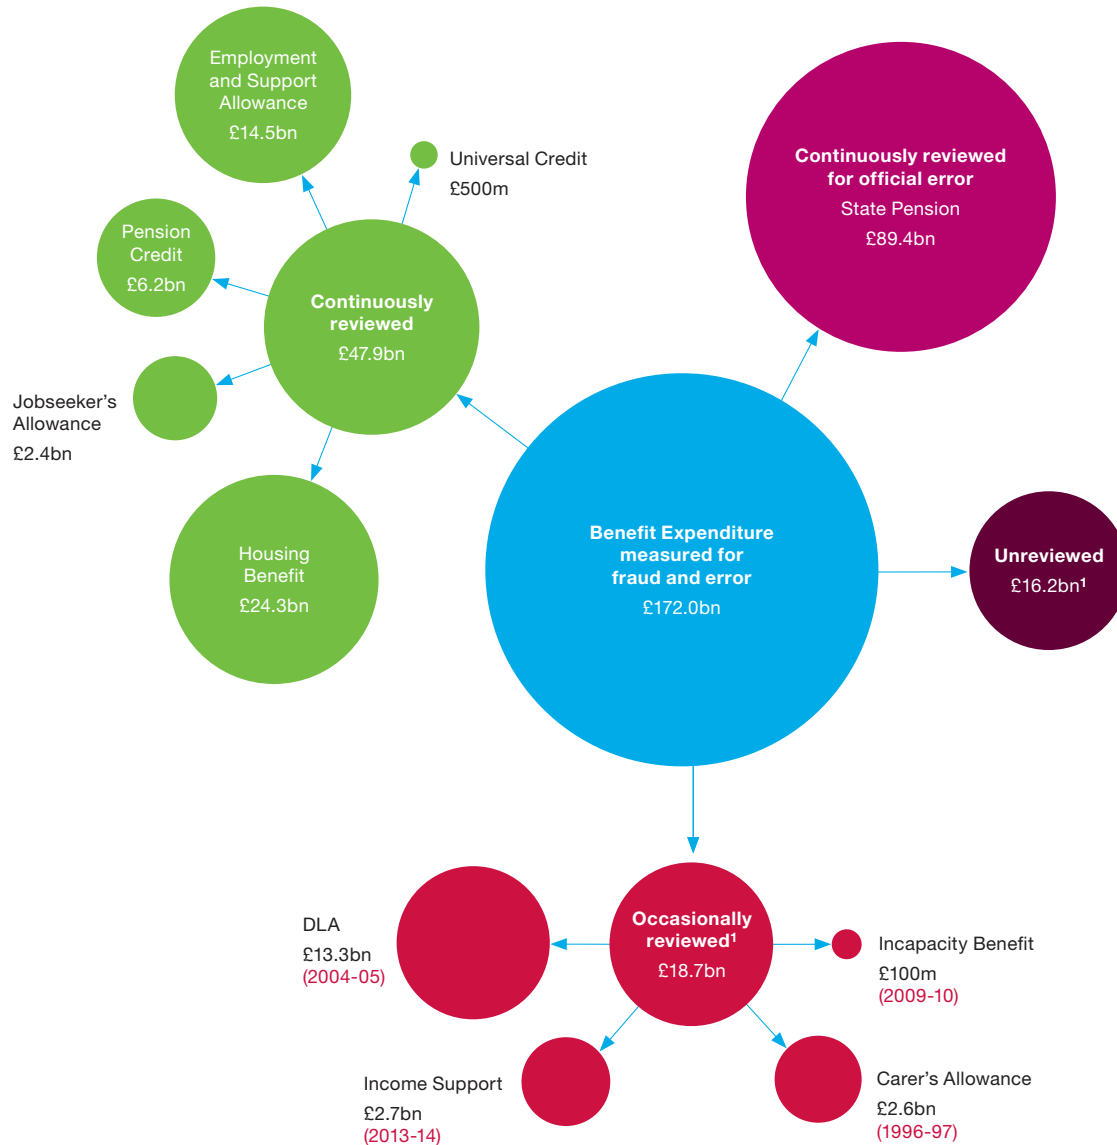 Employment
and Support
Allowance
£14.5bn
Universal Credit
£500m
Pension
Credit
£6.2bn
Continuously
reviewed
£47.9bn
Jobseeker’s
Allowance
£2.4bn
Housing
Benefit
£24.3bn
Continuously reviewed
for official error
State Pension
£89.4bn
Benefit Expenditure
measured for
fraud and error
£172.0bn
Unreviewed
£16.2bn¹
Occasionally
reviewed¹
£18.7bn
DLA
£13.3bn
(2004-05)
Incapacity Benefit
£100m
(2009-10)
Income Support
£2.7bn
(2013-14)
Carer’s Allowance
£2.6bn
(1996-97)